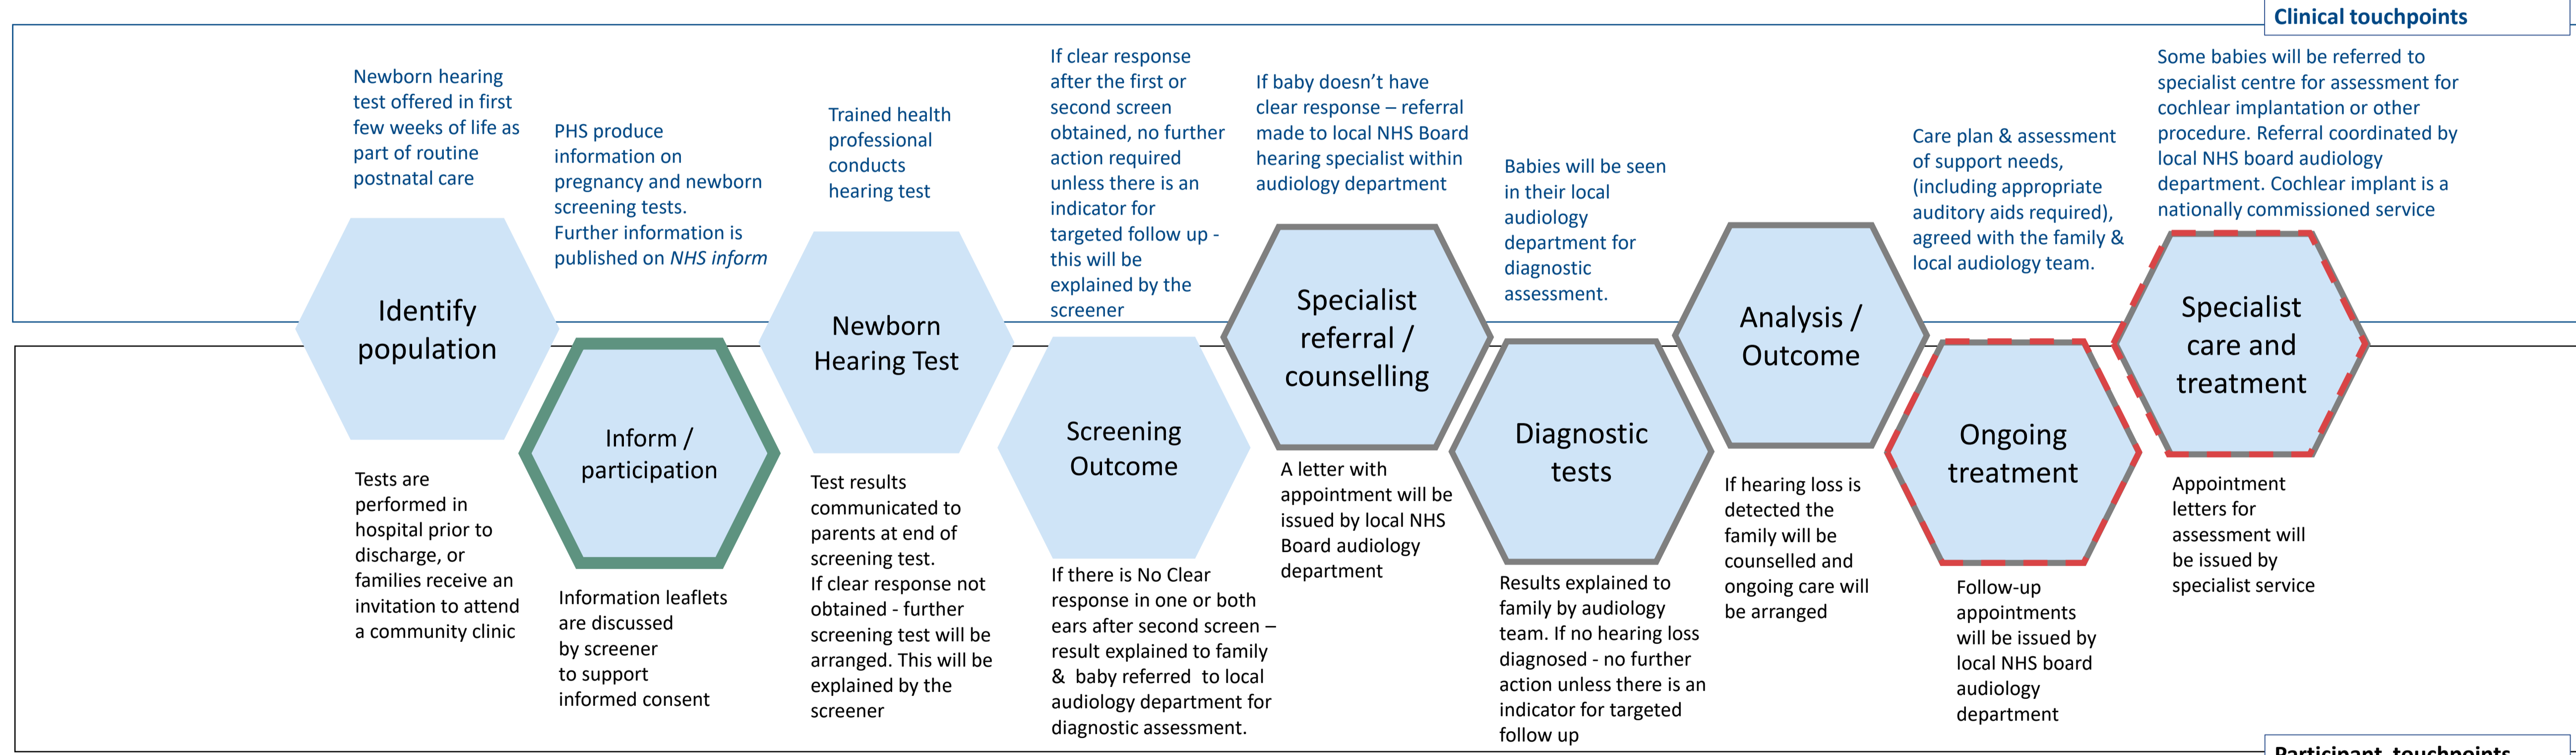 Clinical touchpoints
Newborn hearing
test offered in first
few weeks of life as
part of routine
postnatal care
PHS produce
information on
pregnancy and newborn
screening tests.
Further information is
published on NHS inform
Trained health
professional
conducts
hearing test
If clear response
after the first or
second screen
obtained, no further
action required
unless there is an
indicator for
targeted follow up -
this will be
explained by the
screener
If baby doesn’t have
clear response – referral
made to local NHS Board
hearing specialist within
audiology department
Babies will be seen
in their local
audiology
department for
diagnostic
assessment.
Care plan & assessment
of support needs,
(including appropriate
auditory aids required),
agreed with the family &
local audiology team.
Some babies will be referred to
specialist centre for assessment for
cochlear implantation or other
procedure. Referral coordinated by
local NHS board audiology
department. Cochlear implant is a
nationally commissioned service
Identify
population
Inform /
participation
Newborn
Hearing Test
Screening
Outcome
Specialist
referral /
counselling
Diagnostic
tests
Analysis /
Outcome
Ongoing
treatment
Specialist
care and
treatment
Tests are
performed in
hospital prior to
discharge, or
families receive an
invitation to attend
a community clinic
Information leaflets
are discussed
by screener
to support
informed consent
Test results
communicated to
parents at end of
screening test.
If clear response not
obtained - further
screening test will be
arranged. This will be
explained by the
screener
If there is No Clear
response in one or both
ears after second screen –
result explained to family
& baby referred to local
audiology department for
diagnostic assessment.
A letter with
appointment will be
issued by local NHS
Board audiology
department
Results explained to
family by audiology
team. If no hearing loss
diagnosed - no further
action unless there is an
indicator for targeted
follow up
If hearing loss is
detected the
family will be
counselled and
ongoing care will
be arranged
Follow-up
appointments
will be issued by
local NHS board
audiology
department
Appointment
letters for
assessment will
be issued by
specialist service
Participant touchpoints